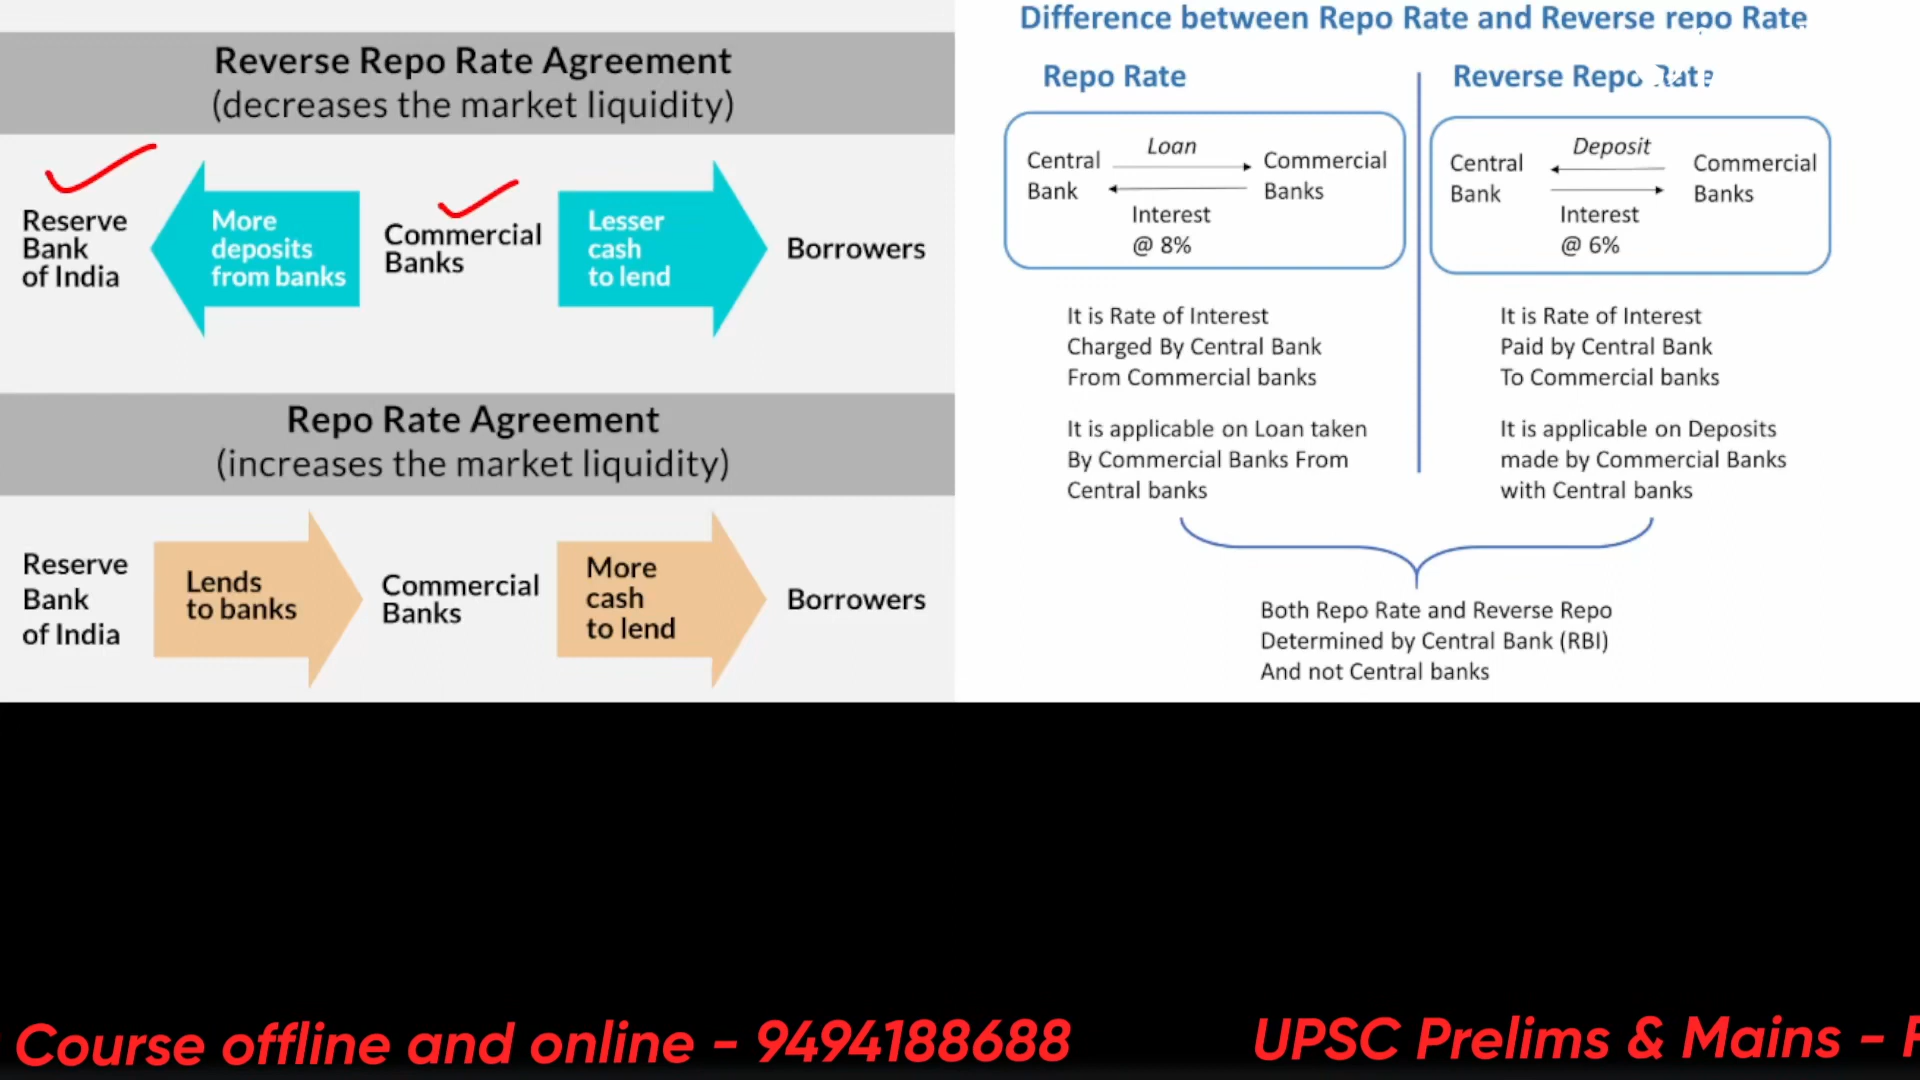 Reverse Repo Rate Agreement
(decreases the market liquidity)
Reserve
Bank
of India
More
deposits
from banks
Commercial
Banks
Lesser
cash
to lend
Borrowers
Repo Rate Agreement
(increases the market liquidity)
Reserve
Bank
of India
Lends
to banks
Commercial
Banks
More
cash
to lend
Borrowers
Difference between Repo Rate and Reverse repo Rate
Repo Rate
Central
Bank
Loan
Commercial
Banks
Interest
@ 8%
It is Rate of Interest
Charged By Central Bank
From Commercial banks
It is applicable on Loan taken
By Commercial Banks From
Central banks
Reverse Repo Rate
Central
Bank
Deposit
Commercial
Banks
Interest
@ 6%
It is Rate of Interest
Paid by Central Bank
To Commercial banks
It is applicable on Deposits
made by Commercial Banks
with Central banks
Both Repo Rate and Reverse Repo
Determined by Central Bank (RBI)
And not Central banks
Course offline and online - 9494188688 UPSC Prelims & Mains -